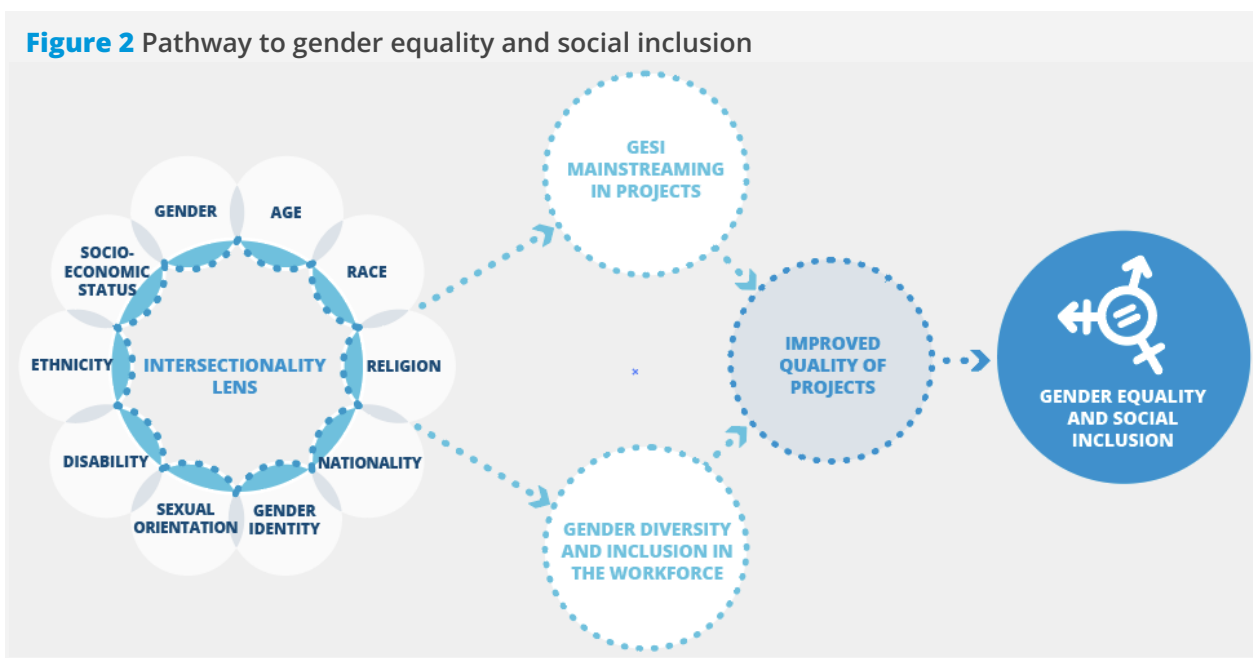 Figure 2 Pathway to gender equality and social inclusion
GENDER
AGE
RACE
RELIGION
NATIONALITY
GENDER
IDENTITY
SEXUAL
ORIENTATION
DISABILITY
ETHNICITY
SOCIO-
ECONOMIC
STATUS
INTERSECTIONALITY
LENS
GESI
MAINSTREAMING
IN PROJECTS
GENDER DIVERSITY
AND INCLUSION IN
THE WORKFORCE
IMPROVED
QUALITY OF
PROJECTS
GENDER EQUALITY
AND SOCIAL
INCLUSION